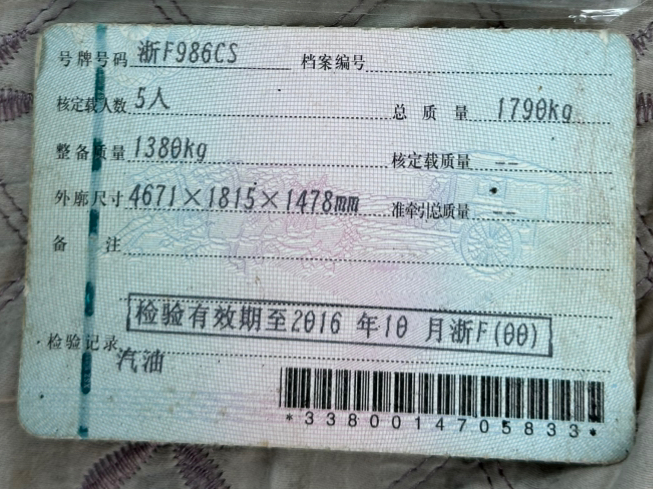 号牌号码 浙F986CS 档案编号
核定载人数 5人 总质量 1790kg
整备质量 1380kg 核定载质量 --
外廓尺寸 4671×1815×1478mm 准牵引总质量 --
备注
检验有效期至2016年10月浙F(00)
检验记录
汽油
*3380014705833*